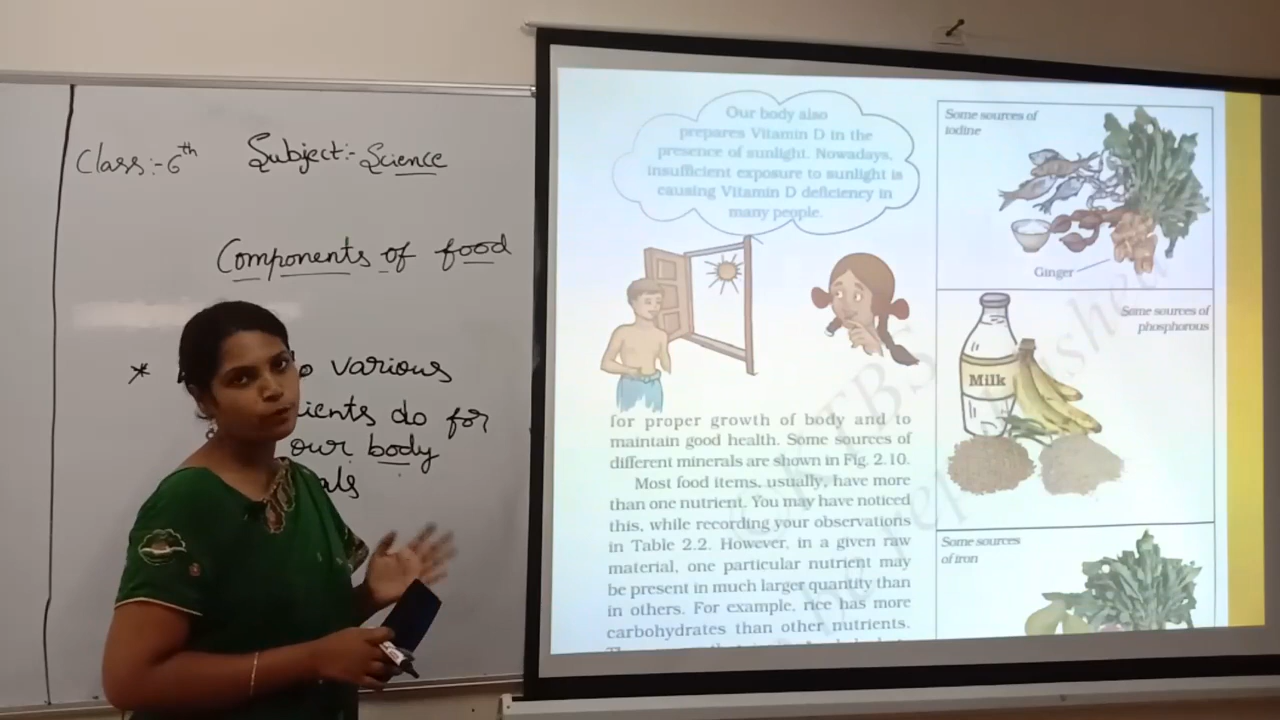 Class:- 6th Subject:- Science
Components of food
* various
do for
our body
Our body also
prepares Vitamin D in the
presence of sunlight. Nowadays,
insufficient exposure to sunlight is
causing Vitamin D deficiency in
many people.
for proper growth of body and to
maintain good health. Some sources of
different minerals are shown in Fig. 2.10.
Most food items, usually, have more
than one nutrient. You may have noticed
this, while recording your observations
in Table 2.2. However, in a given raw
material, one particular nutrient may
be present in much larger quantity than
in others. For example, rice has more
carbohydrates than other nutrients.
Some sources of
iodine
Ginger
Some sources of
phosphorous
Milk
Some sources
of iron